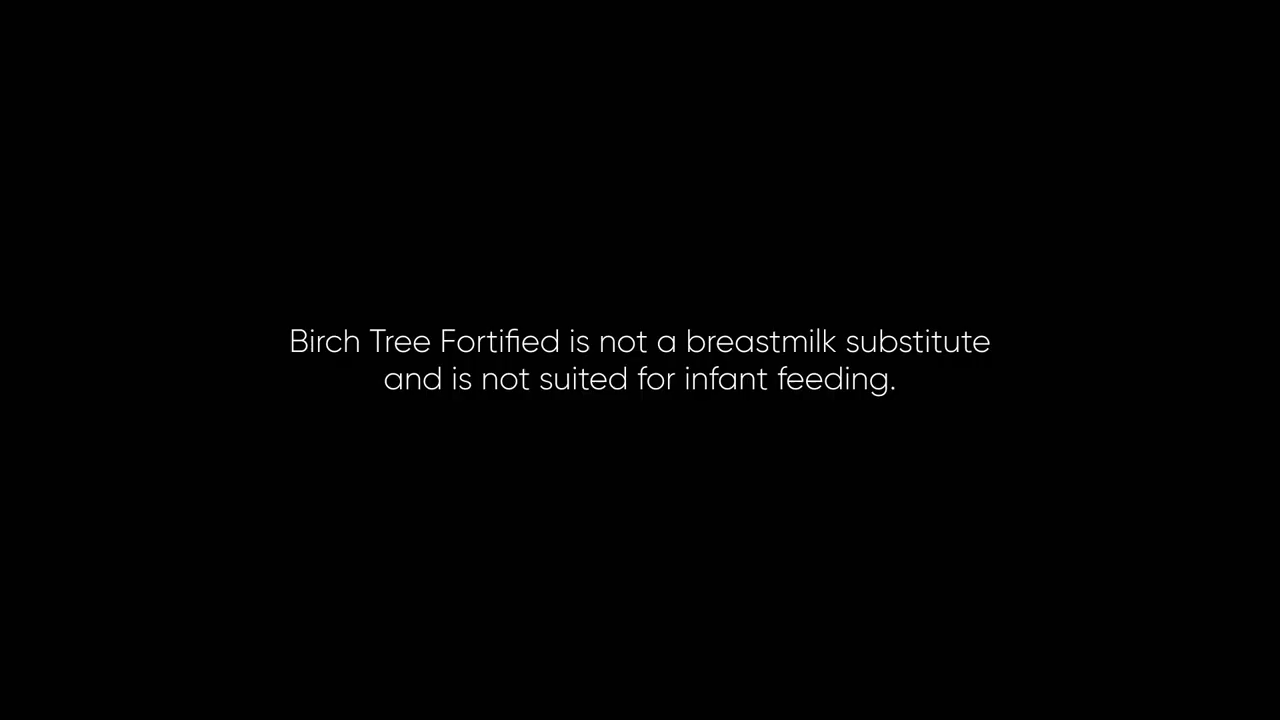 Birch Tree Fortified is not a breastmilk substitute
and is not suited for infant feeding.